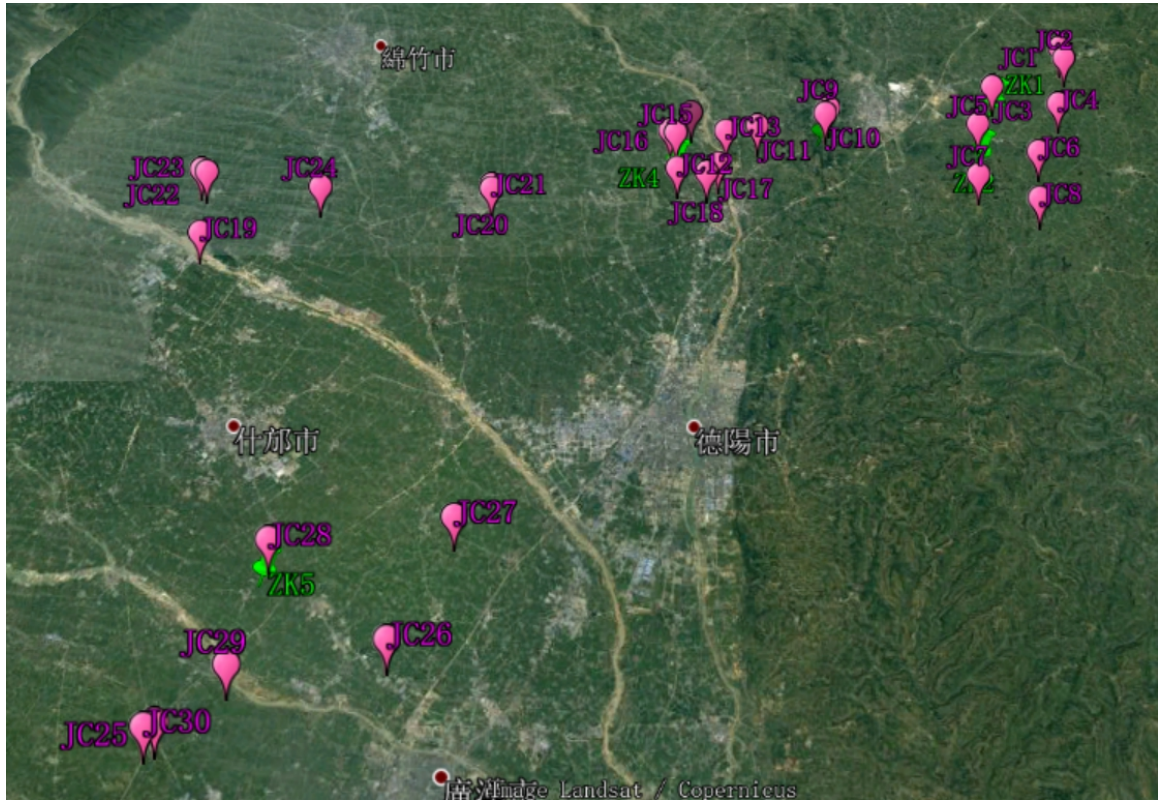 綿竹市
JC2
JC1
ZK1
JC9
JC4
JC5
JC3
JC15
JC13
JC16
JC10
JC11
JC6
JC7
JC12
JC23
JC24
ZK4
JC21
JC22
JC17
JC8
JC18
JC20
JC19
什邡市
德陽市
JC27
JC28
ZK5
JC26
JC29
JC30
JC25
Image Landsat / Copernicus